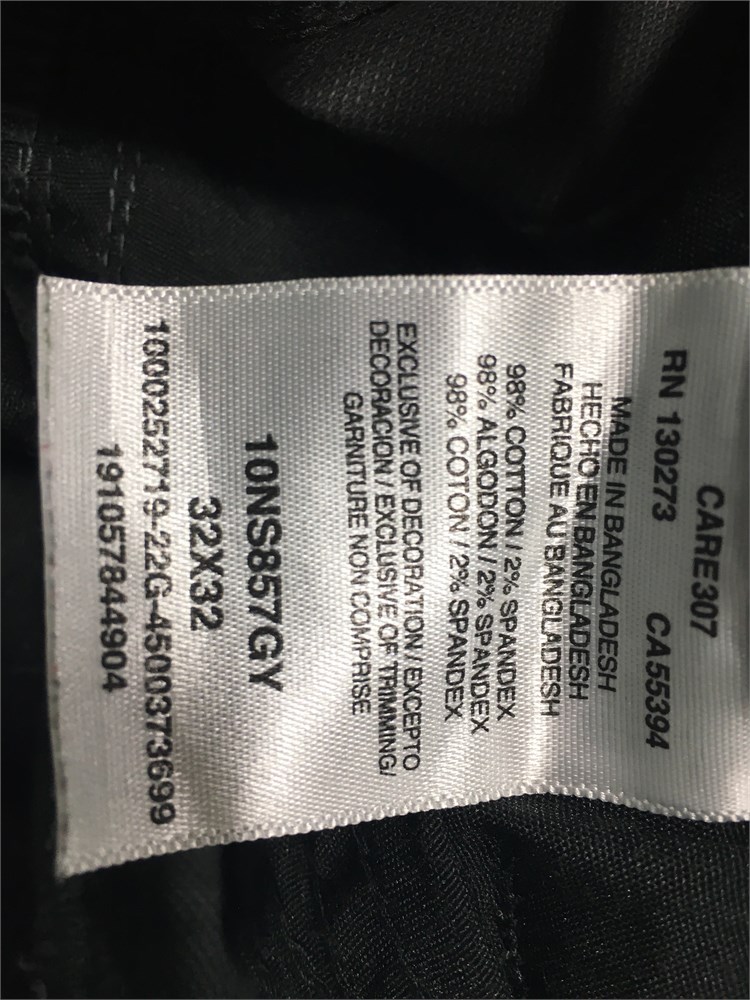 CARE307
RN 130273 CA55394
MADE IN BANGLADESH
HECHO EN BANGLADESH
FABRIQUE AU BANGLADESH
98% COTTON / 2% SPANDEX
98% ALGODON / 2% SPANDEX
98% COTON / 2% SPANDEX
EXCLUSIVE OF DECORATION / EXCEPTO
DECORACION / EXCLUSIVE OF TRIMMING/
GARNITURE NON COMPRISE
10NS857GY
32X32
1000252719-22G-4500373699
191057844904